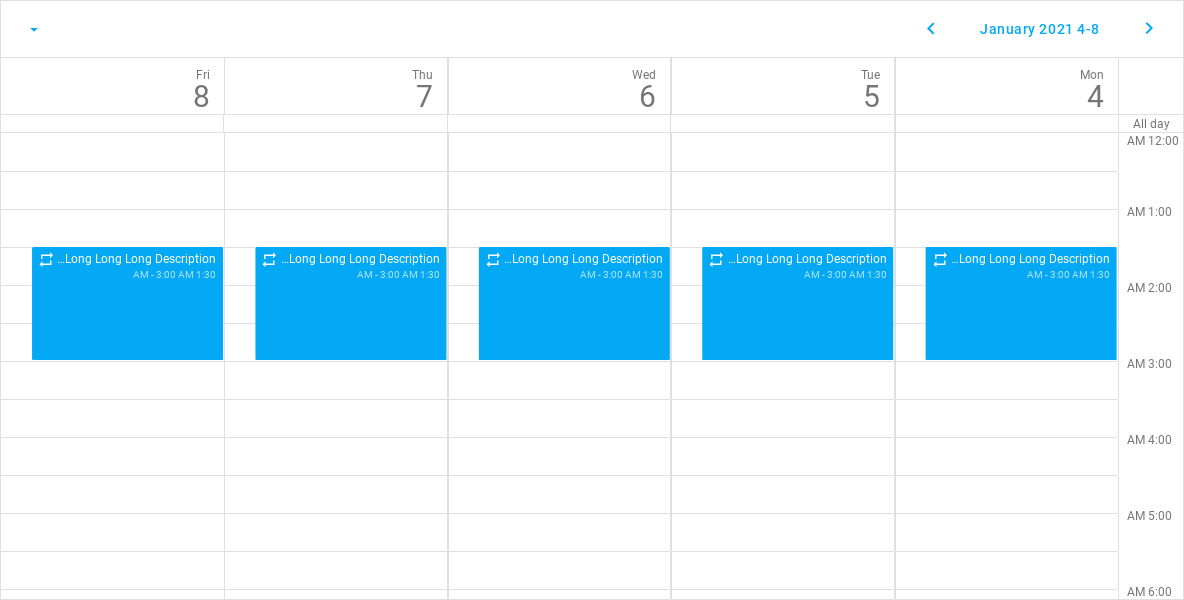 January 2021 4-8
Mon
4
Tue
5
Wed
6
Thu
7
Fri
8
All day
AM 12:00
AM 1:00
AM 2:00
AM 3:00
AM 4:00
AM 5:00
AM 6:00
...Long Long Long Description
AM - 3:00 AM 1:30
...Long Long Long Description
AM - 3:00 AM 1:30
...Long Long Long Description
AM - 3:00 AM 1:30
...Long Long Long Description
AM - 3:00 AM 1:30
...Long Long Long Description
AM - 3:00 AM 1:30